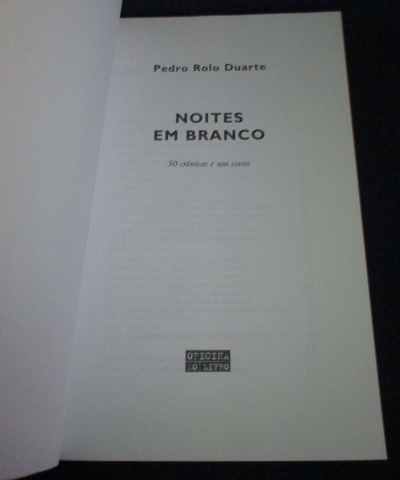 Pedro Rolo Duarte
NOITES
EM BRANCO
50 crónicas e um conto
OFICINA
DO LIVRO